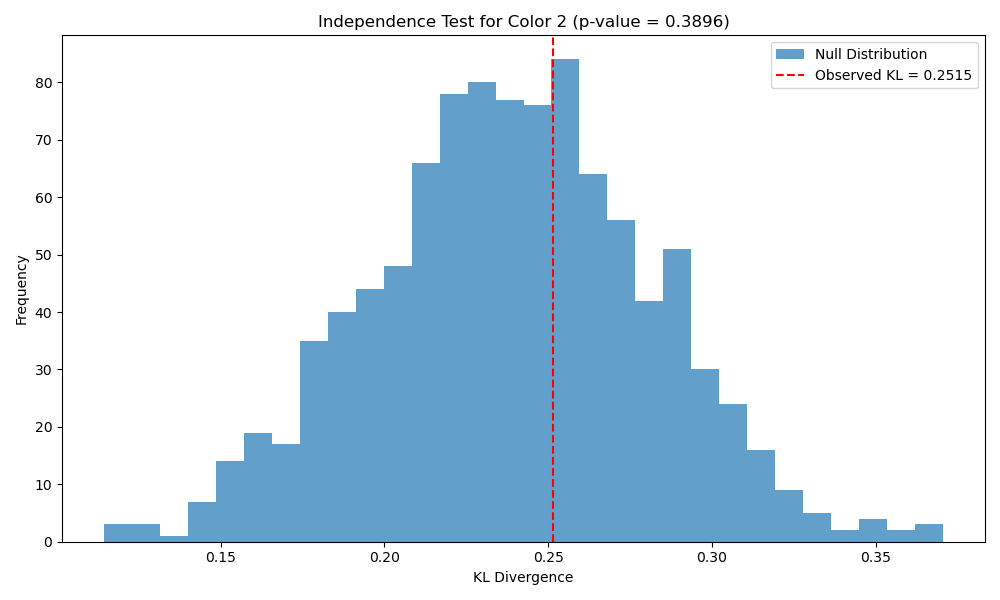 Independence Test for Color 2 (p-value = 0.3896)
Null Distribution
Observed KL = 0.2515
Frequency
80
70
60
50
40
30
20
10
0
0.15 0.20 0.25 0.30 0.35
KL Divergence